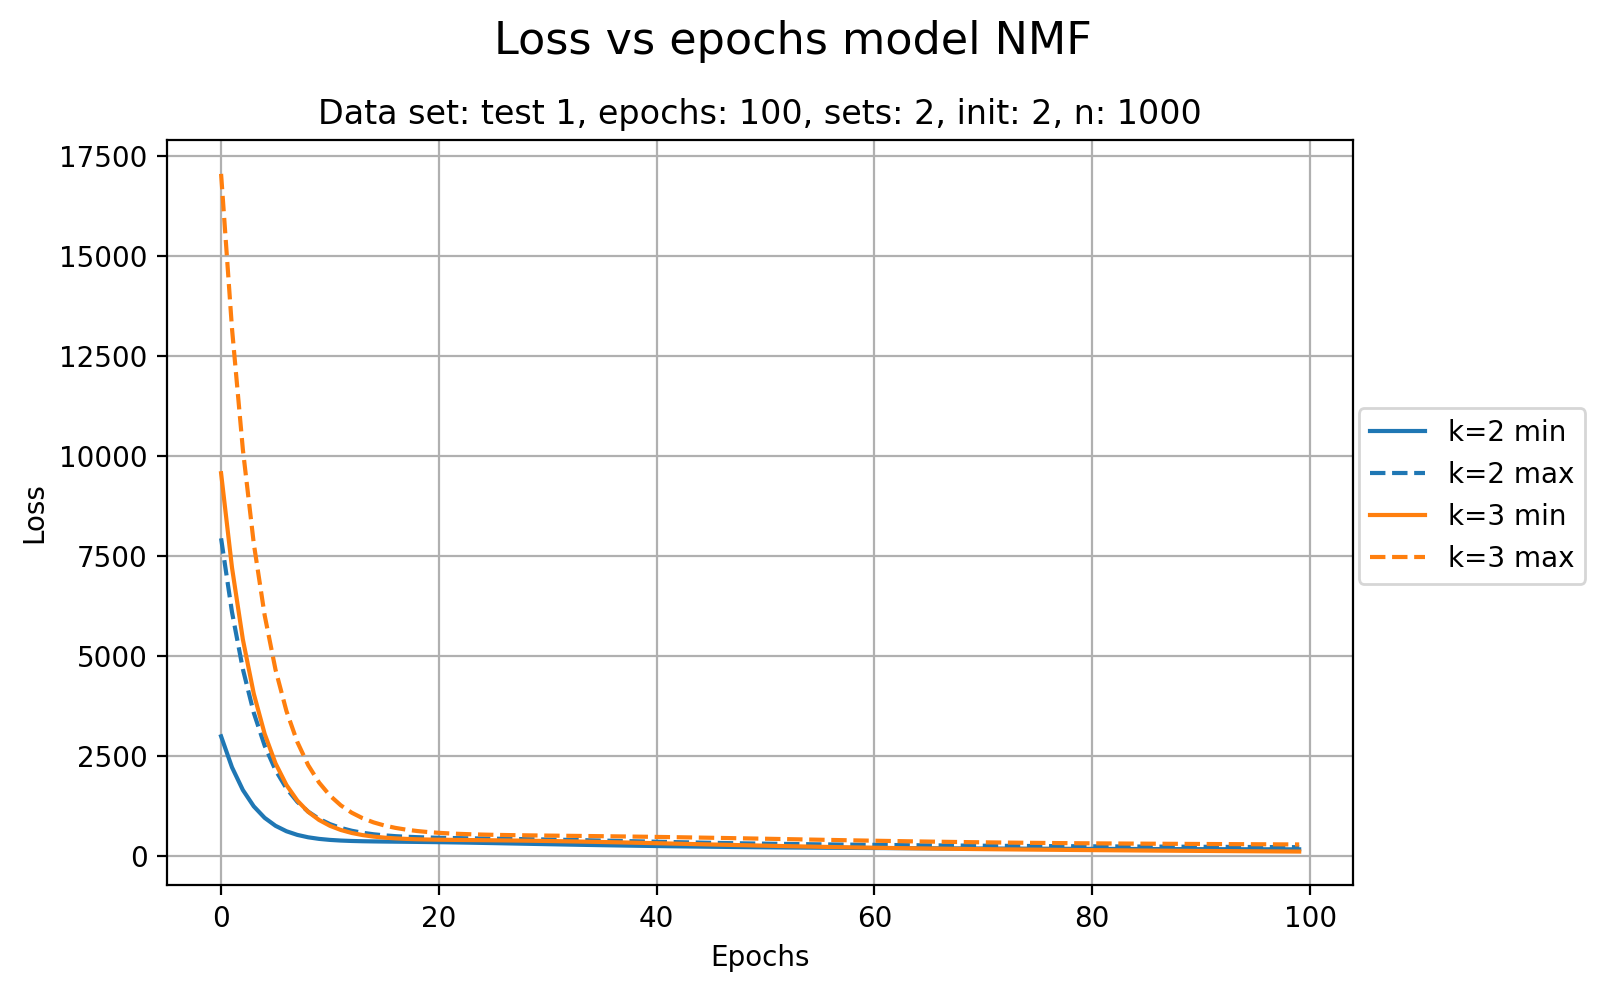 Loss vs epochs model NMF
Data set: test 1, epochs: 100, sets: 2, init: 2, n: 1000
17500
15000
12500
10000
7500
5000
2500
0
Loss
0 20 40 60 80 100
Epochs
k=2 min
k=2 max
k=3 min
k=3 max